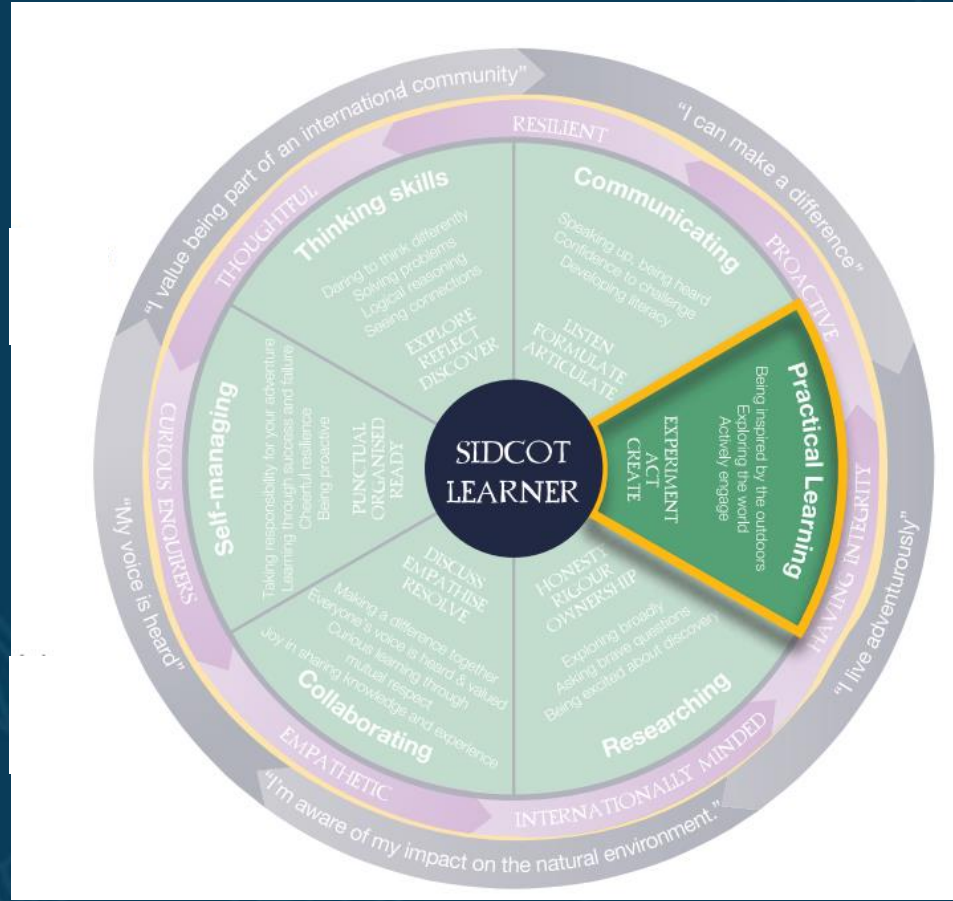 "I value being part of an international community"
"I can make a difference"
"I live adventurously"
"I'm aware of my impact on the natural environment."
"My voice is heard"
RESILIENT
PROACTIVE
HAVING INTEGRITY
INTERNATIONALLY MINDED
EMPATHETIC
CURIOUS ENQUIRERS
THOUGHTFUL
Thinking skills
Daring to think differently
Solving problems
Logical reasoning
Seeing connections
EXPLORE
REFLECT
DISCOVER
Communicating
Speaking up, being heard
Confidence to challenge
Developing literacy
LISTEN
FORMULATE
ARTICULATE
Practical Learning
Being inspired by the outdoors
Exploring the world
Actively engage
EXPERIMENT
ACT
CREATE
HONESTY
RIGOUR
OWNERSHIP
Exploring broadly
Asking brave questions
Being excited about discovery
Researching
DISCUSS
EMPATHISE
RESOLVE
Making a difference together
Everyone's voice is heard & valued
Curious learning through
mutual respect
Joy in sharing knowledge and experience
Collaborating
Self-managing
Taking responsibility for your adventure
Learning through success and failure
Cheerful resilience
Being proactive
PUNCTUAL
ORGANISED
READY
SIDCOT
LEARNER